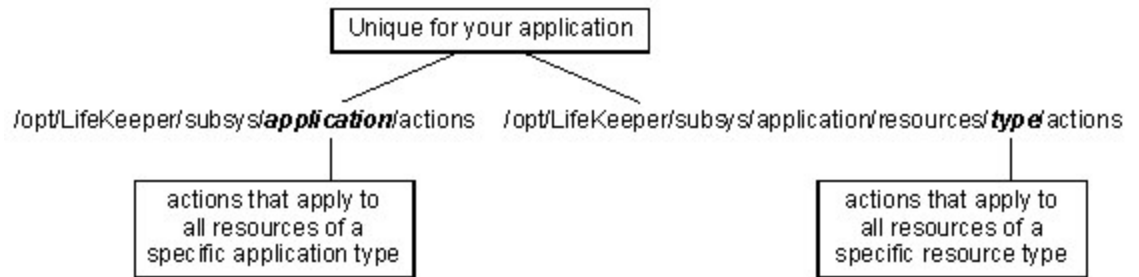 Unique for your application
/opt/LifeKeeper/subsys/application/actions
/opt/LifeKeeper/subsys/application/resources/type/actions
actions that apply to
all resources of a
specific application type
actions that apply to
all resources of a
specific resource type